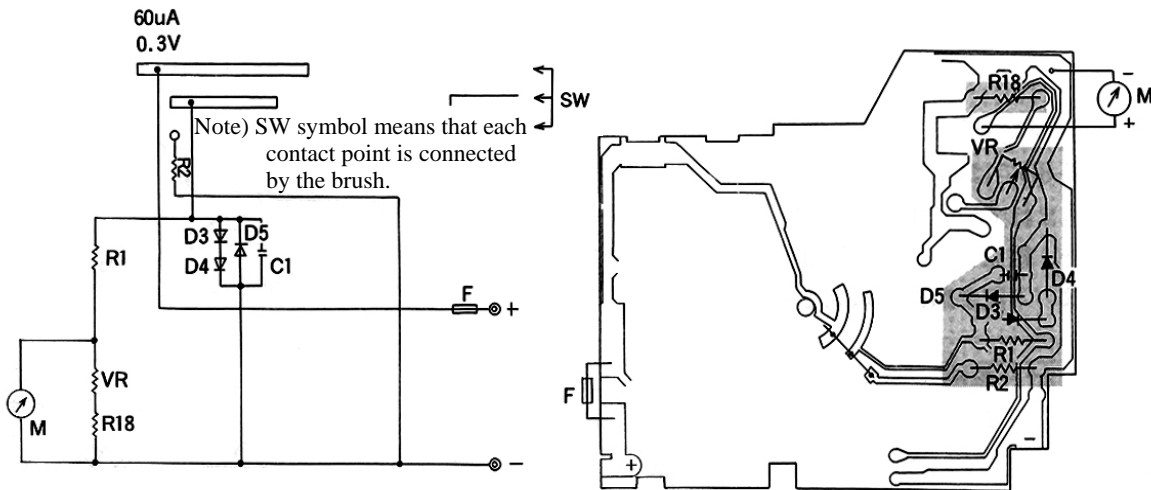 60uA
0.3V
SW
Note) SW symbol means that each
contact point is connected
by the brush.
R2
D3
D5
D4
C1
R1
F
+
VR
R18
M
−
R18
−
M
+
VR
C1
D4
D5
D3
R1
R2
F
−
+